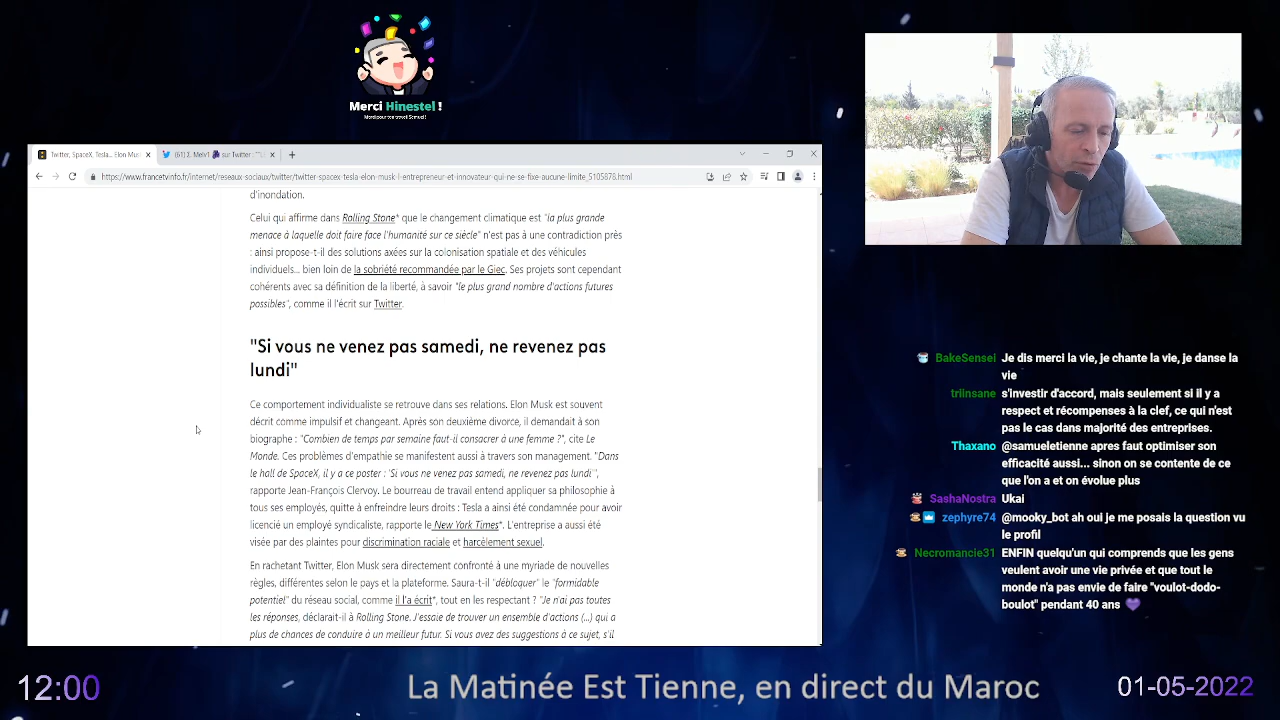 Merci Hinestel !
Merci pour ton travail Samuel !
Twitter, SpaceX, Tesla... Elon Mus
(61) Σ. Melv1 sur Twitter : "
https://www.francetvinfo.fr/internet/reseaux-sociaux/twitter/twitter-spacex-tesla-elon-musk-l-entrepreneur-et-innovateur-qui-ne-se-fixe-aucune-limite_5105878.html
d'inondation.
Celui qui affirme dans Rolling Stone* que le changement climatique est "la plus grande
menace à laquelle doit faire face l'humanité sur ce siècle" n'est pas à une contradiction près
: ainsi propose-t-il des solutions axées sur la colonisation spatiale et des véhicules
individuels... bien loin de la sobriété recommandée par le Giec. Ses projets sont cependant
cohérents avec sa définition de la liberté, à savoir "le plus grand nombre d'actions futures
possibles", comme il l'écrit sur Twitter.
"Si vous ne venez pas samedi, ne revenez pas
lundi"
Ce comportement individualiste se retrouve dans ses relations. Elon Musk est souvent
décrit comme impulsif et changeant. Après son deuxième divorce, il demandait à son
biographe : "Combien de temps par semaine faut-il consacrer à une femme ?", cite Le
Monde. Ces problèmes d'empathie se manifestent aussi à travers son management. "Dans
le hall de SpaceX, il y a ce poster : 'Si vous ne venez pas samedi, ne revenez pas lundi'",
rapporte Jean-François Clervoy. Le bourreau de travail entend appliquer sa philosophie à
tous ses employés, quitte à enfreindre leurs droits : Tesla a ainsi été condamnée pour avoir
licencié un employé syndicaliste, rapporte le New York Times*. L'entreprise a aussi été
visée par des plaintes pour discrimination raciale et harcèlement sexuel.
En rachetant Twitter, Elon Musk sera directement confronté à une myriade de nouvelles
règles, différentes selon le pays et la plateforme. Saura-t-il "débloquer" le "formidable
potentiel" du réseau social, comme il l'a écrit*, tout en les respectant ? "Je n'ai pas toutes
les réponses, déclarait-il à Rolling Stone. J'essaie de trouver un ensemble d'actions (...) qui a
plus de chances de conduire à un meilleur futur. Si vous avez des suggestions à ce sujet, s'il
BakeSensei Je dis merci la vie, je chante la vie, je danse la
vie
triinsane s'investir d'accord, mais seulement si il y a
respect et récompenses à la clef, ce qui n'est
pas le cas dans majorité des entreprises.
Thaxano @samueletienne apres faut optimiser son
efficacité aussi... sinon on se contente de ce
que l'on a et on évolue plus
SashaNostra Ukai
zephyre74 @mooky_bot ah oui je me posais la question vu
le profil
Necromancie31 ENFIN quelqu'un qui comprends que les gens
veulent avoir une vie privée et que tout le
monde n'a pas envie de faire "voulot-dodo-
boulot" pendant 40 ans
12:00
La Matinée Est Tienne, en direct du Maroc
01-05-2022